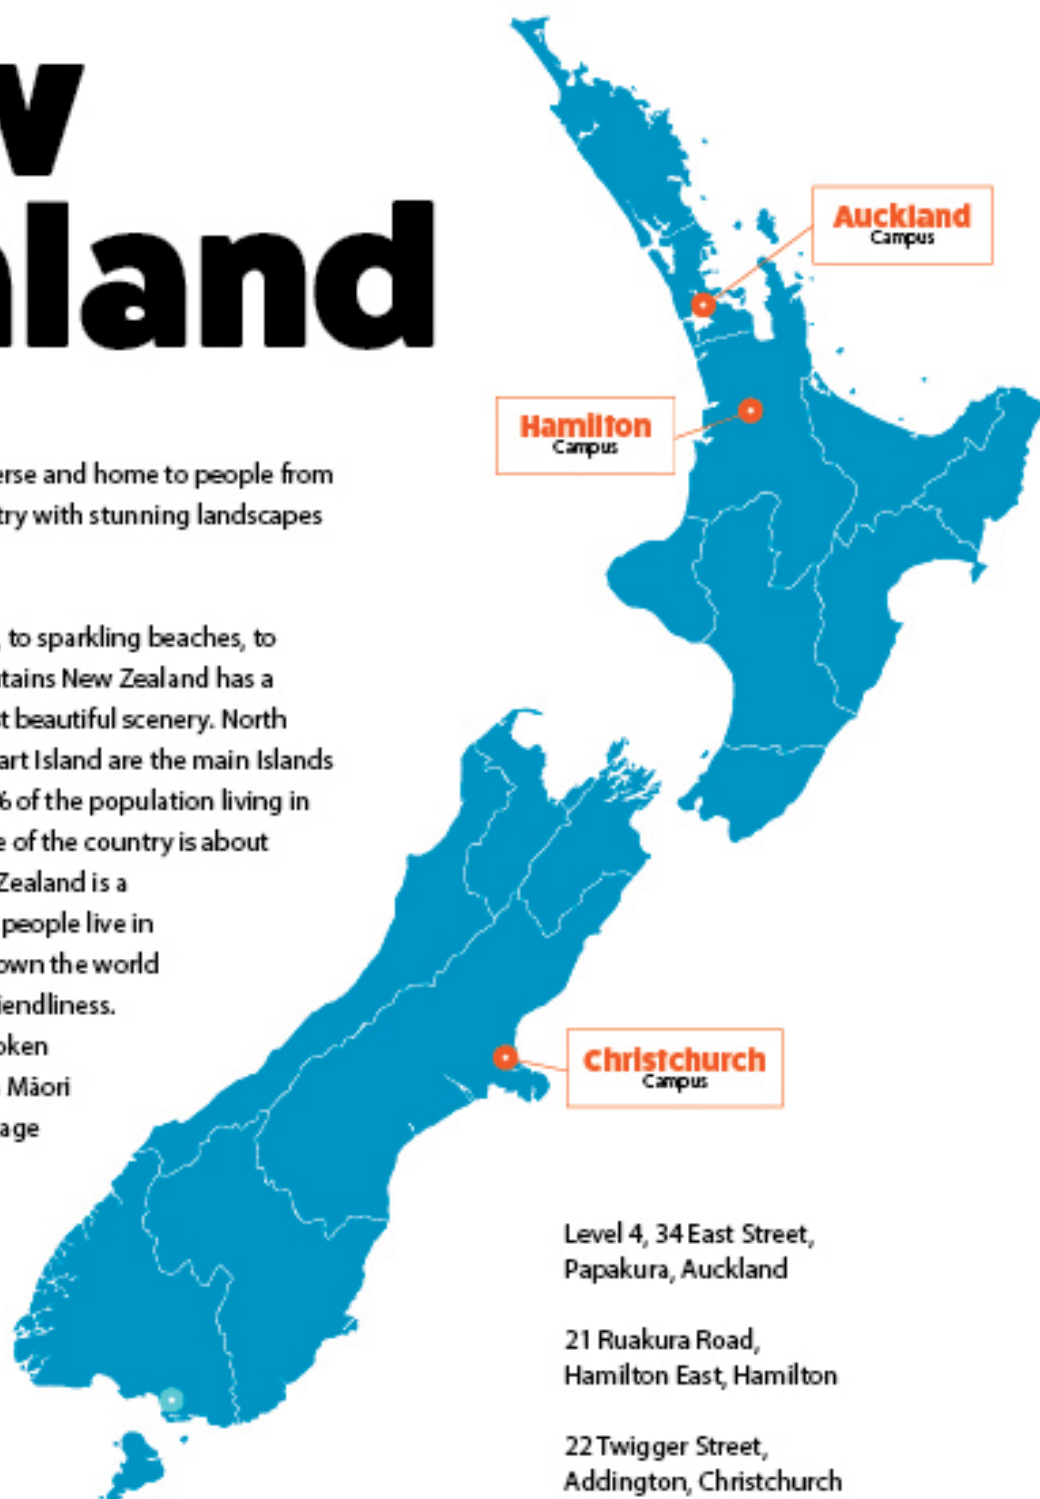 w
land
erse and home to people from
try with stunning landscapes
, to sparkling beaches, to
tains New Zealand has a
t beautiful scenery. North
art Island are the main Islands
% of the population living in
e of the country is about
Zealand is a
people live in
own the world
iendliness.
oken
Māori
age
Auckland
Campus
Hamilton
Campus
Christchurch
Campus
Level 4, 34 East Street,
Papakura, Auckland
21 Ruakura Road,
Hamilton East, Hamilton
22 Twigger Street,
Addington, Christchurch